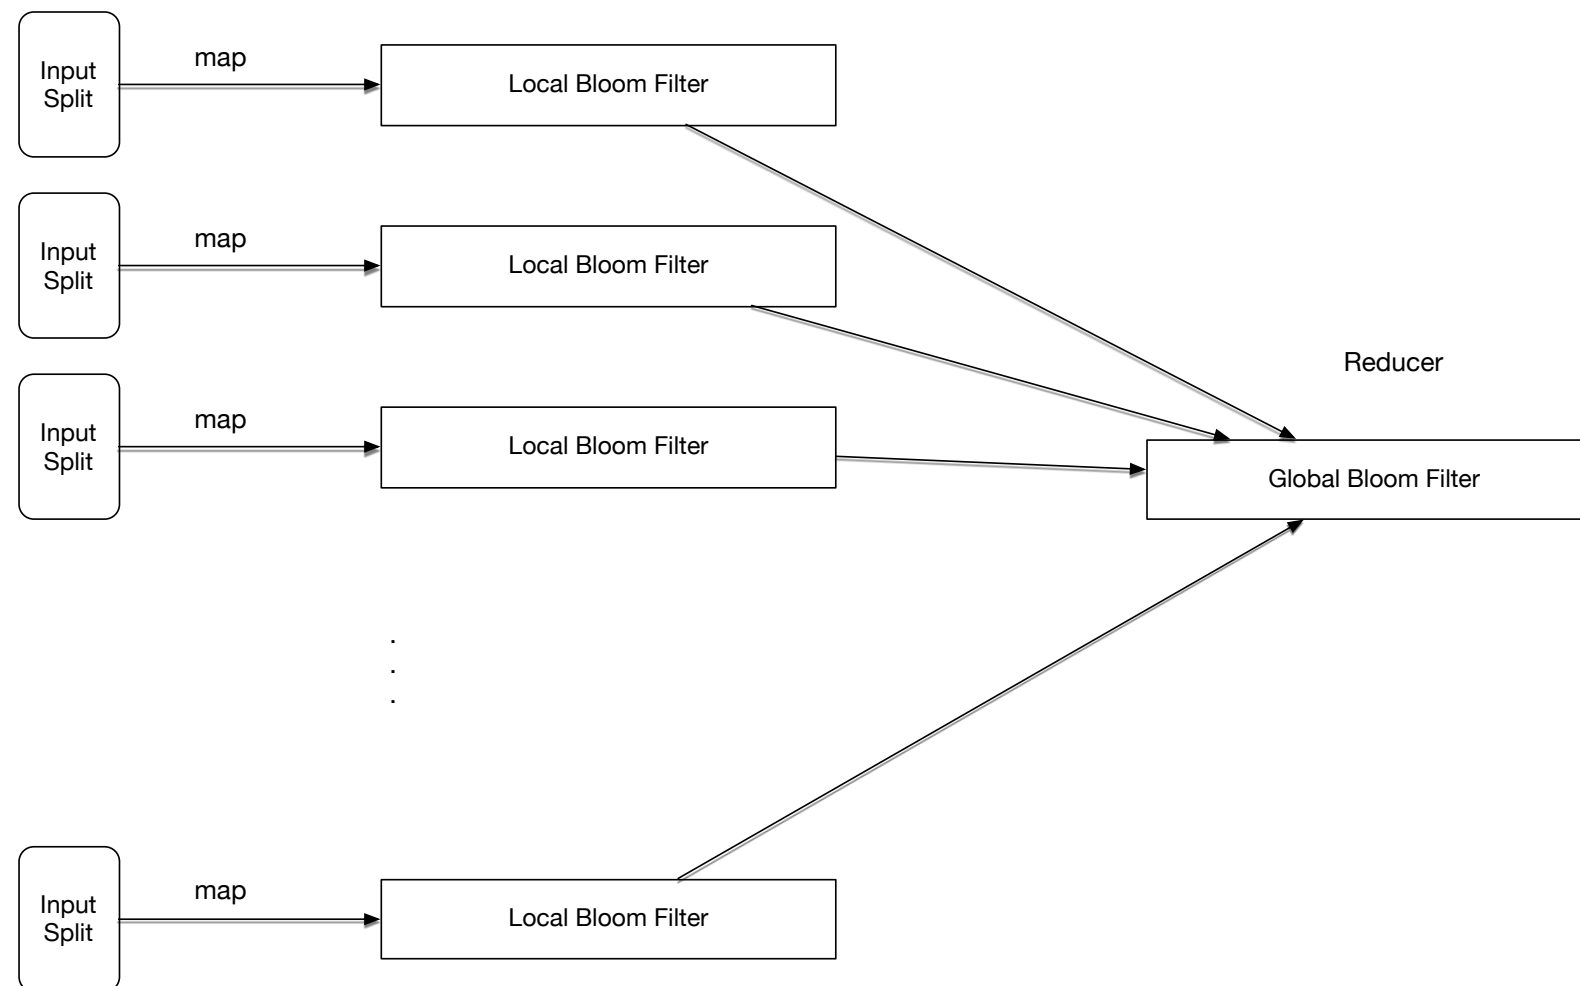 Input
Split
map
Local Bloom Filter
Input
Split
map
Local Bloom Filter
Input
Split
map
Local Bloom Filter
Reducer
Global Bloom Filter
.
.
.
Input
Split
map
Local Bloom Filter